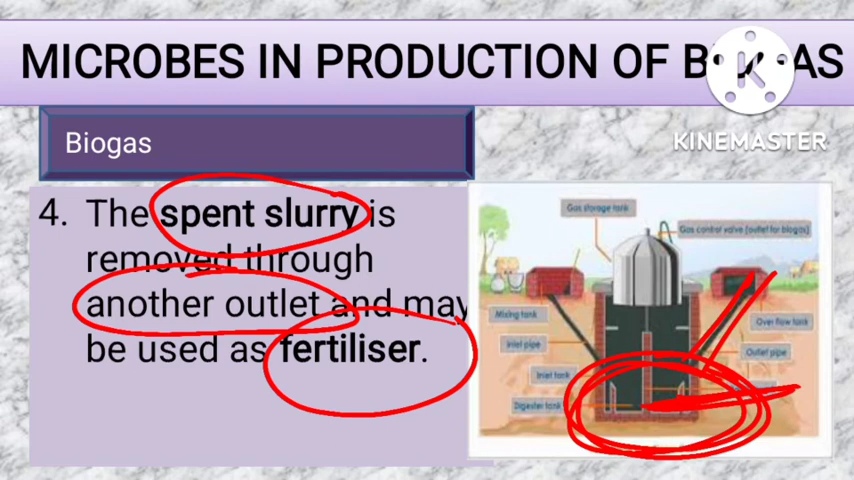 MICROBES IN PRODUCTION OF BIOGAS
KINEMASTER
Biogas
4. The spent slurry is
removed through
another outlet and may
be used as fertiliser.
Gas storage tank
Gas control valve (outlet for biogas)
Mixing tank
Over flow tank
Inlet pipe
Outlet pipe
Inlet tank
Digester tank